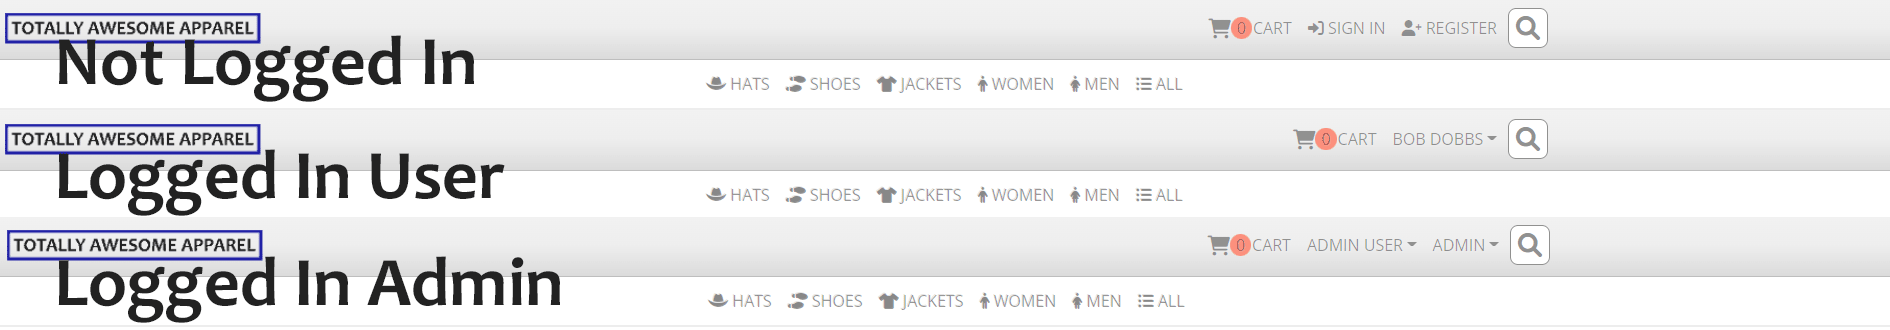 TOTALLY AWESOME APPAREL 0 CART SIGN IN REGISTER
Not Logged In
HATS SHOES JACKETS WOMEN MEN ALL
TOTALLY AWESOME APPAREL 0 CART BOB DOBBS
Logged In User
HATS SHOES JACKETS WOMEN MEN ALL
TOTALLY AWESOME APPAREL 0 CART ADMIN USER ADMIN
Logged In Admin
HATS SHOES JACKETS WOMEN MEN ALL